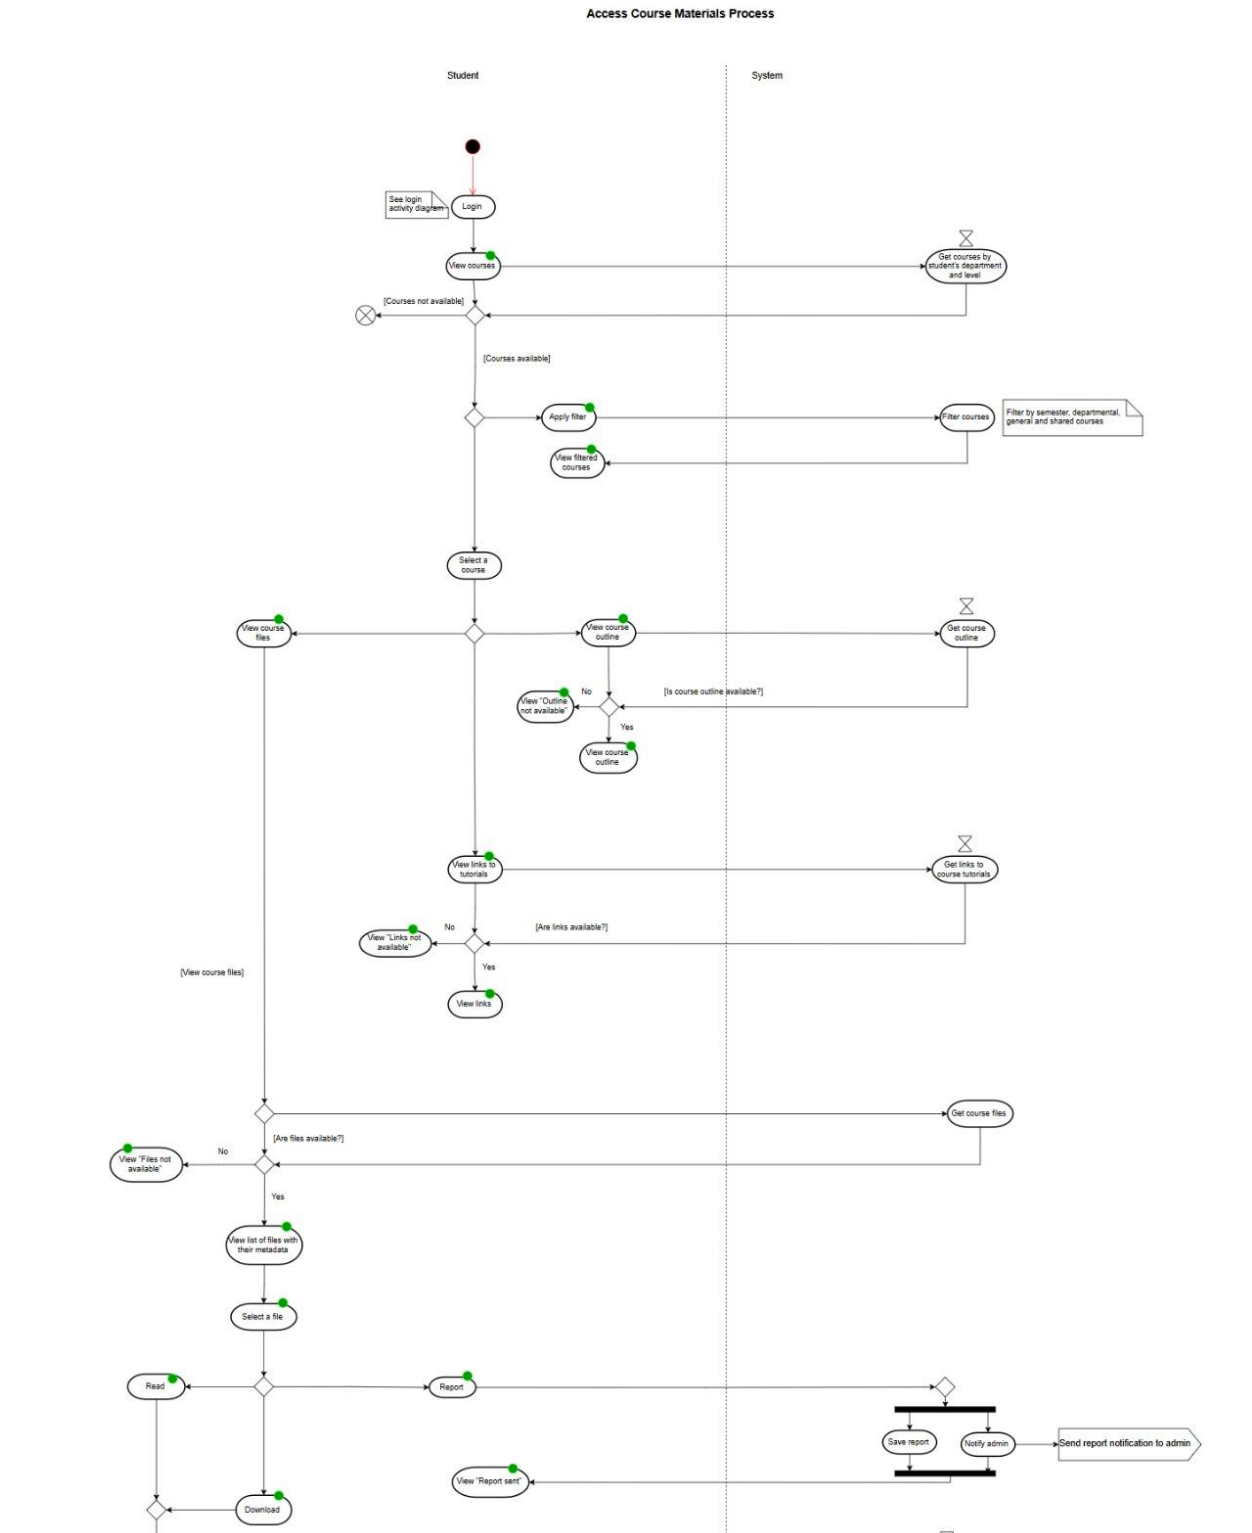 Access Course Materials Process
Student
System
See login
activity diagram
Login
View courses
Get courses by
student's department
and level
[Courses not available]
[Courses available]
Apply filter
Filter courses
Filter by semester, departmental,
general and shared courses
View filtered
courses
Select a
course
View course
files
View course
outline
Get course
outline
No
[Is course outline available?]
View "Outline
not available"
Yes
View course
outline
View links to
tutorials
Get links to
course tutorials
No
[Are links available?]
View "Links not
available"
Yes
[View course files]
View links
Get course files
[Are files available?]
No
View "Files not
available"
Yes
View list of files with
their metadata
Select a file
Read
Report
Save report
Notify admin
Send report notification to admin
View "Report sent"
Download